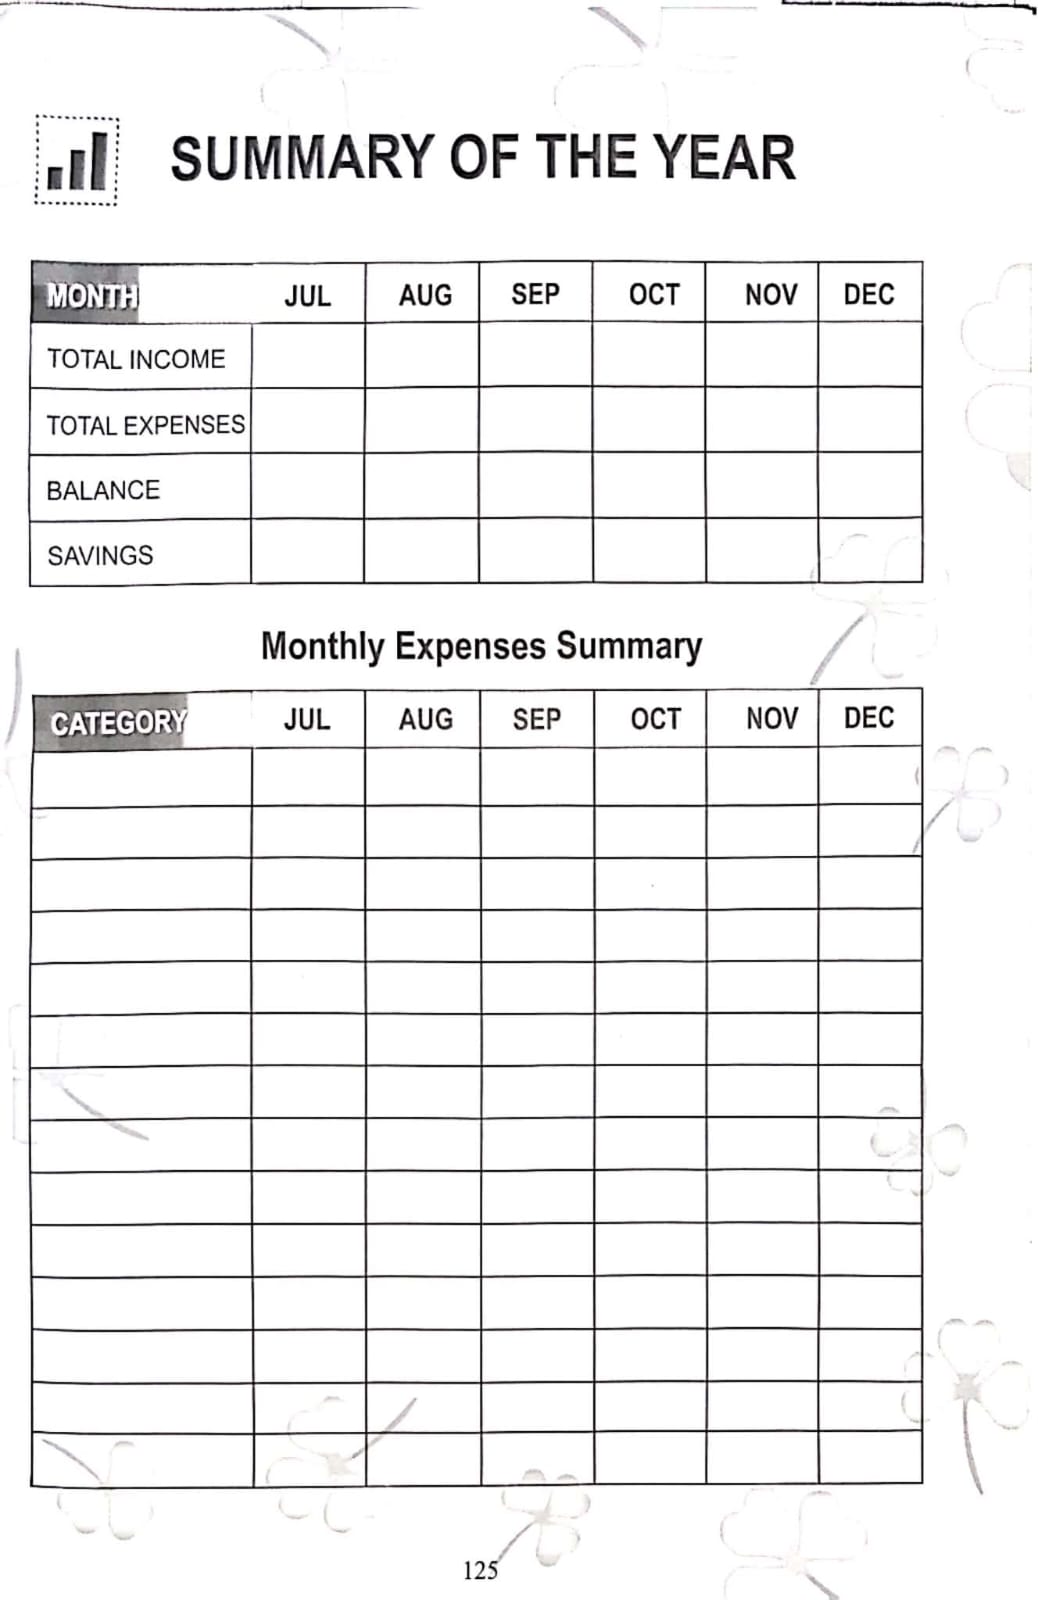 SUMMARY OF THE YEAR
MONTH JUL AUG SEP OCT NOV DEC
TOTAL INCOME
TOTAL EXPENSES
BALANCE
SAVINGS
Monthly Expenses Summary
CATEGORY JUL AUG SEP OCT NOV DEC
125